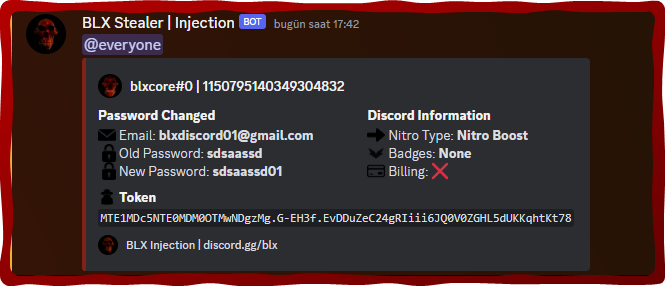 BLX Stealer | Injection BOT bugün saat 17:42
@everyone
blxcore#0 | 1150795140349304832
Password Changed
Email: blxdiscord01@gmail.com
Old Password: sdsaassd
New Password: sdsaassd01
Discord Information
Nitro Type: Nitro Boost
Badges: None
Billing:
Token
MTE1MDc5NTE0MDM0OTMwNDgzMg.G-EH3f.EvDDuZeC24gRIiii6JQ0V0ZGHL5dUKKqhtKt78
BLX Injection | discord.gg/blx